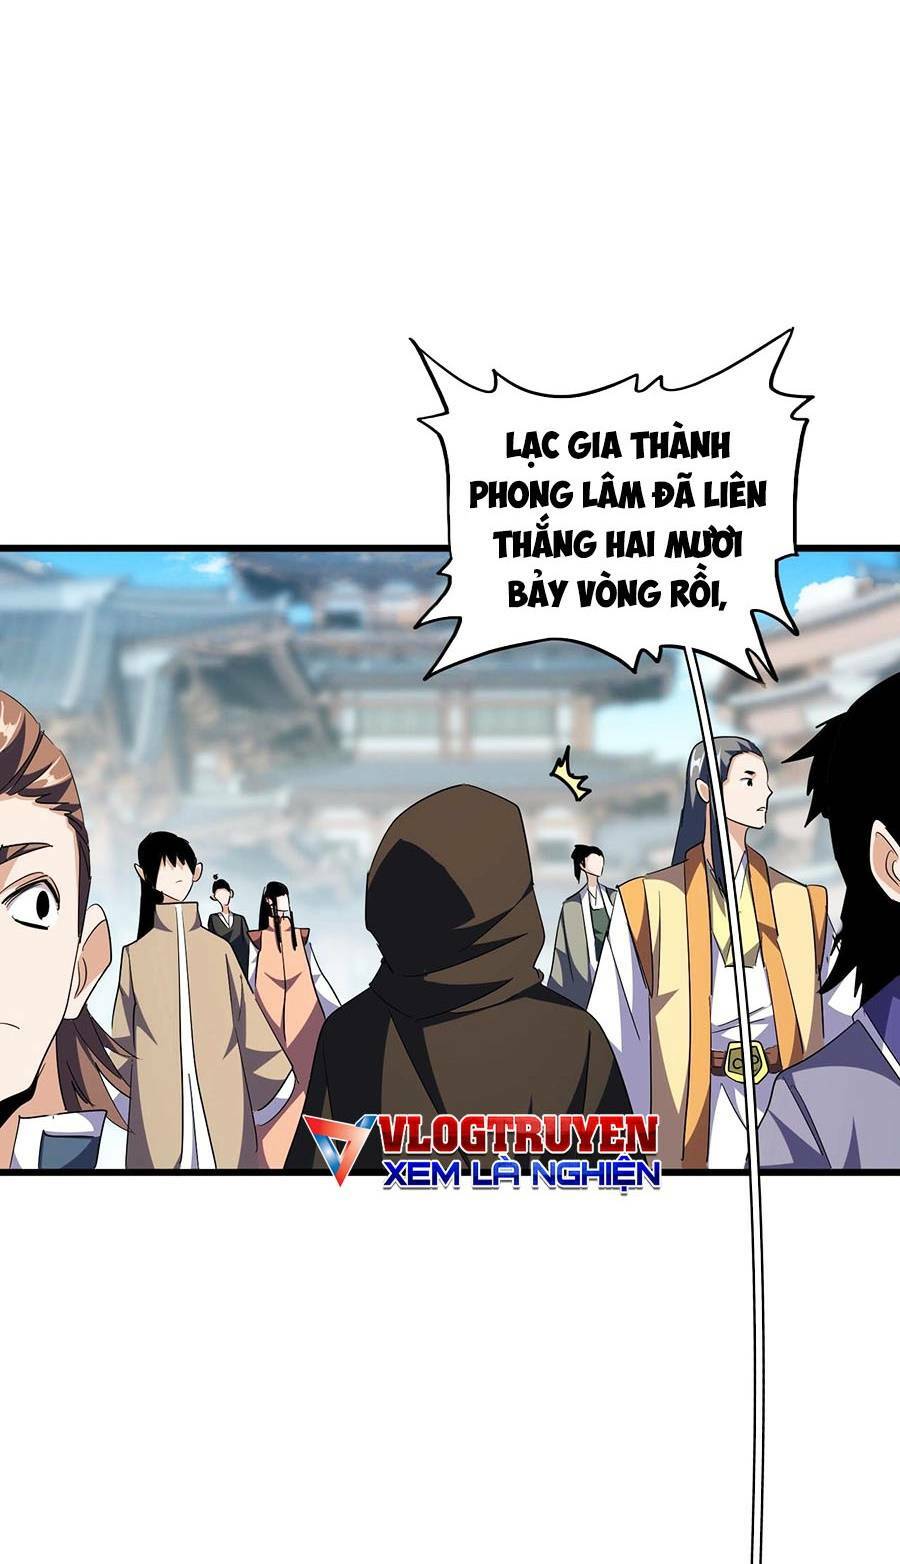 LẠC GIA THÀNH
PHONG LÂM ĐÃ LIÊN
THẮNG HAI MƯƠI
BẢY VÒNG RỒI,
VLOGTRUYEN
XEM LÀ NGHIỆN